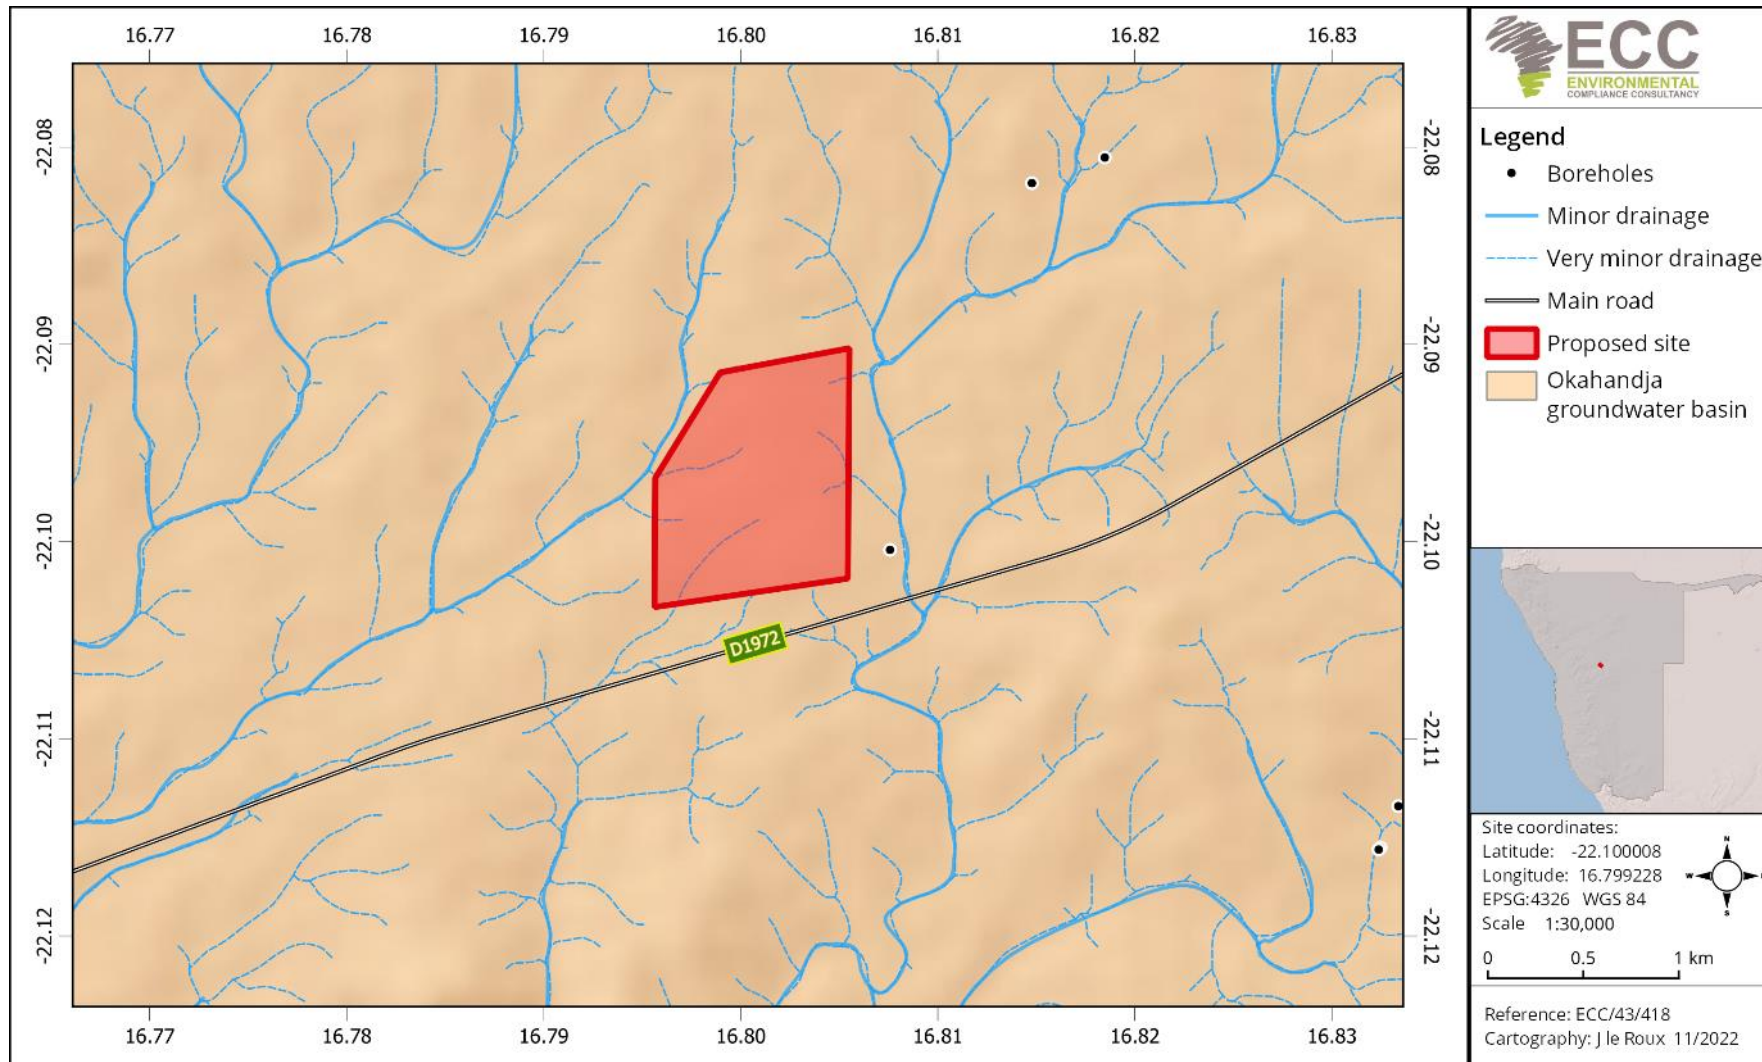 16.77 16.78 16.79 16.80 16.81 16.82 16.83
-22.08
-22.09
-22.10
-22.11
-22.12
D1972
-22.08
-22.09
-22.10
-22.11
-22.12
16.77 16.78 16.79 16.80 16.81 16.82 16.83
ECC
ENVIRONMENTAL
COMPLIANCE CONSULTANCY
Legend
Boreholes
Minor drainage
Very minor drainage
Main road
Proposed site
Okahandja
groundwater basin
Site coordinates:
Latitude: -22.100008
Longitude: 16.799228
EPSG:4326 WGS 84
Scale 1:30,000
N
W
S
0 0.5 1 km
Reference: ECC/43/418
Cartography: J le Roux 11/2022